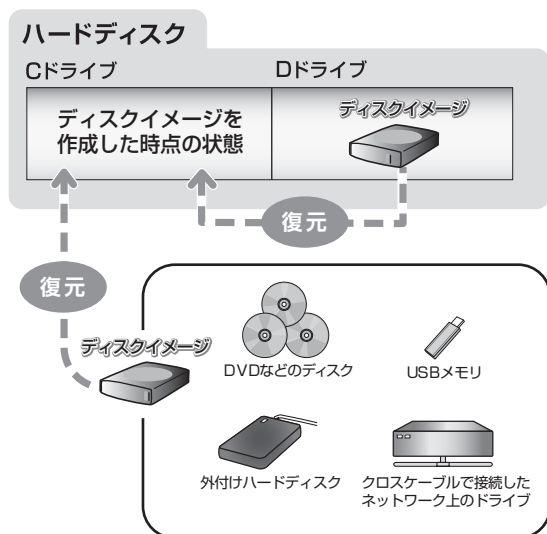 ハードディスク
Cドライブ
Dドライブ
ディスクイメージを
作成した時点の状態
ディスクイメージ
復元
復元
ディスクイメージ
DVDなどのディスク
USBメモリ
外付けハードディスク
クロスケーブルで接続した
ネットワーク上のドライブ